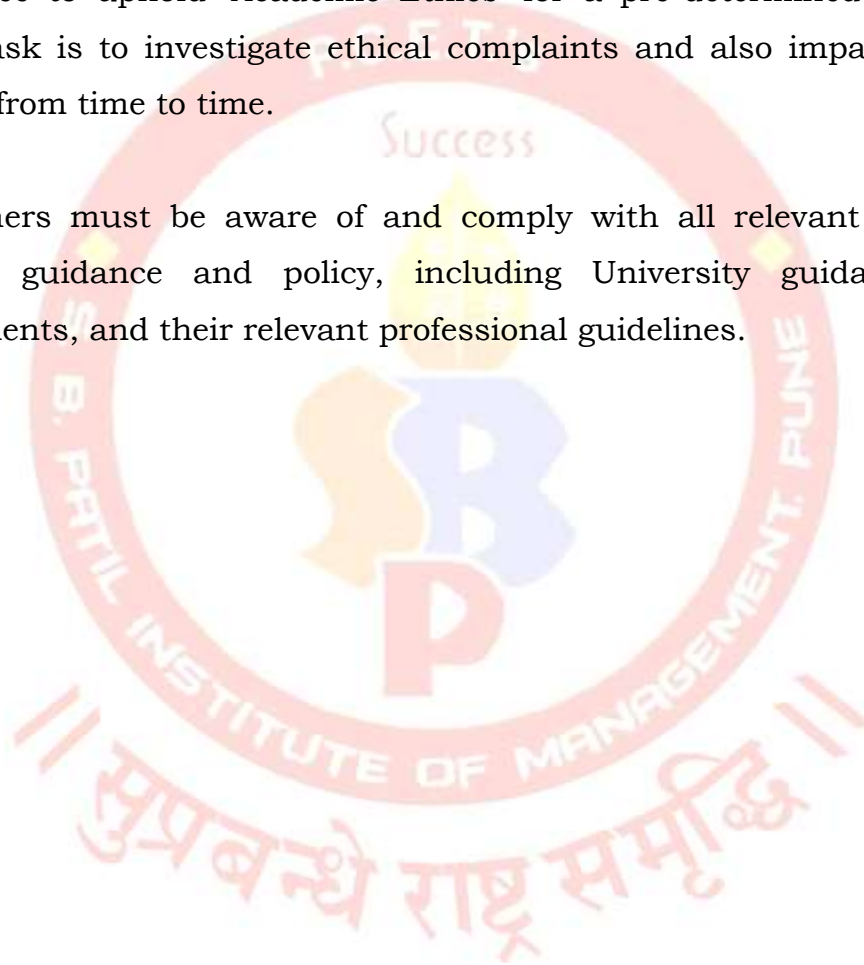 to uphold Academic Ethics for a pre-determined
ask is to investigate ethical complaints and also impa
from time to time.
ners must be aware of and comply with all relevant
guidance and policy, including University guida
ents, and their relevant professional guidelines.
Success
S. B. PATIL INSTITUTE OF MANAGEMENT. PUNE
SBP
॥ सुप्रबन्धे राष्ट्र समृद्धि ॥